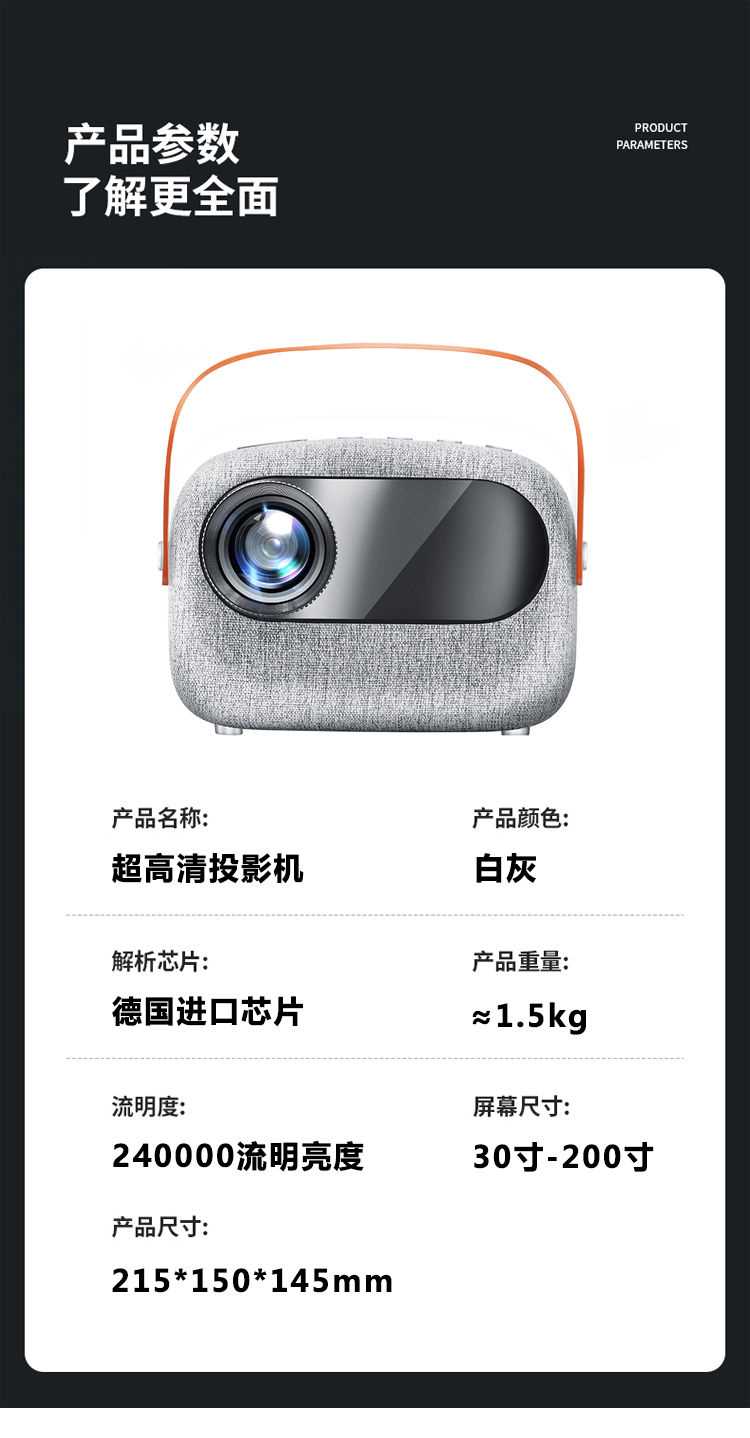 产品参数
了解更全面
PRODUCT
PARAMETERS
产品名称:
超高清投影机
产品颜色:
白灰
解析芯片:
德国进口芯片
产品重量:
≈1.5kg
流明度:
240000流明亮度
屏幕尺寸:
30寸-200寸
产品尺寸:
215*150*145mm